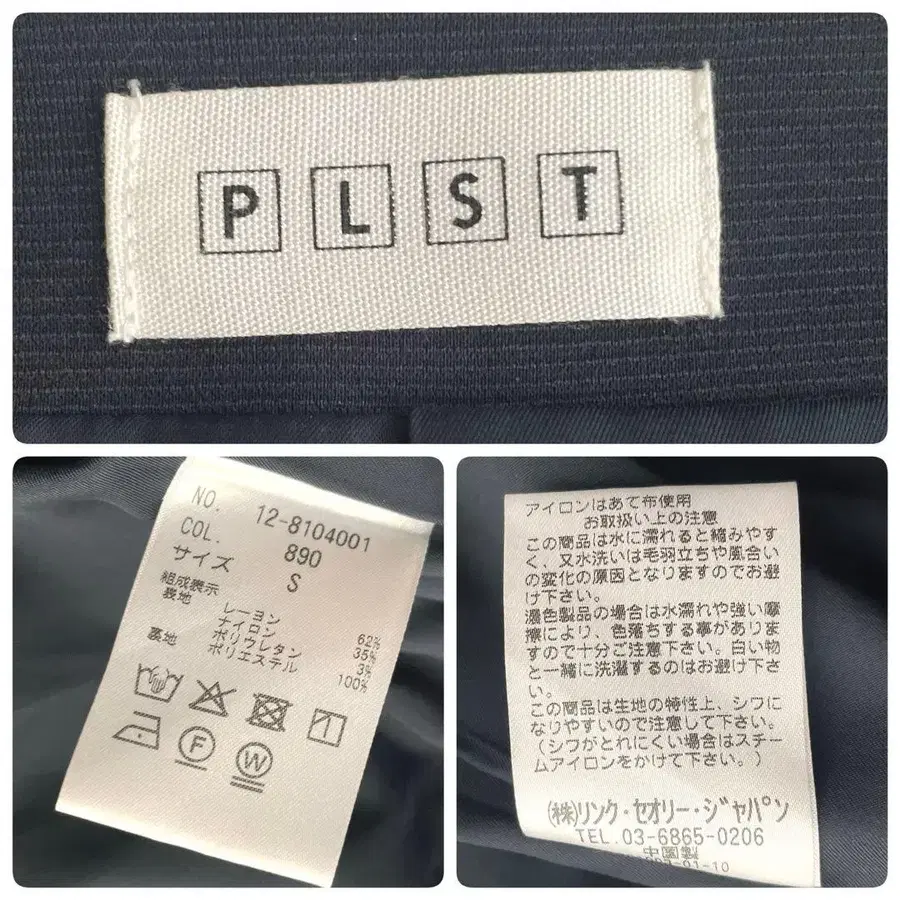 P L S T
NO. 12-8104001
COL. 890
サイズ S
組成表示
表地 レーヨン 62%
ナイロン 35%
ポリウレタン 3%
裏地 ポリエステル 100%
F
W
アイロンはあて布使用
お取扱い上の注意
この商品は水に濡れると縮みやす
く、又水洗いは毛羽立ちや風合い
の変化の原因となりますのでお避
け下さい。
濃色製品の場合は水濡れや強い摩
擦により、色落ちする事がありま
すので十分ご注意下さい。白い物
と一緒に洗濯するのはお避け下さ
い。
この商品は生地の特性上、シワに
なりやすいので注意して下さい。
(シワがとれにくい場合はスチー
ムアイロンをかけて下さい。)
(株)リンク・セオリー・ジャパン
TEL.03-6865-0206
中国製